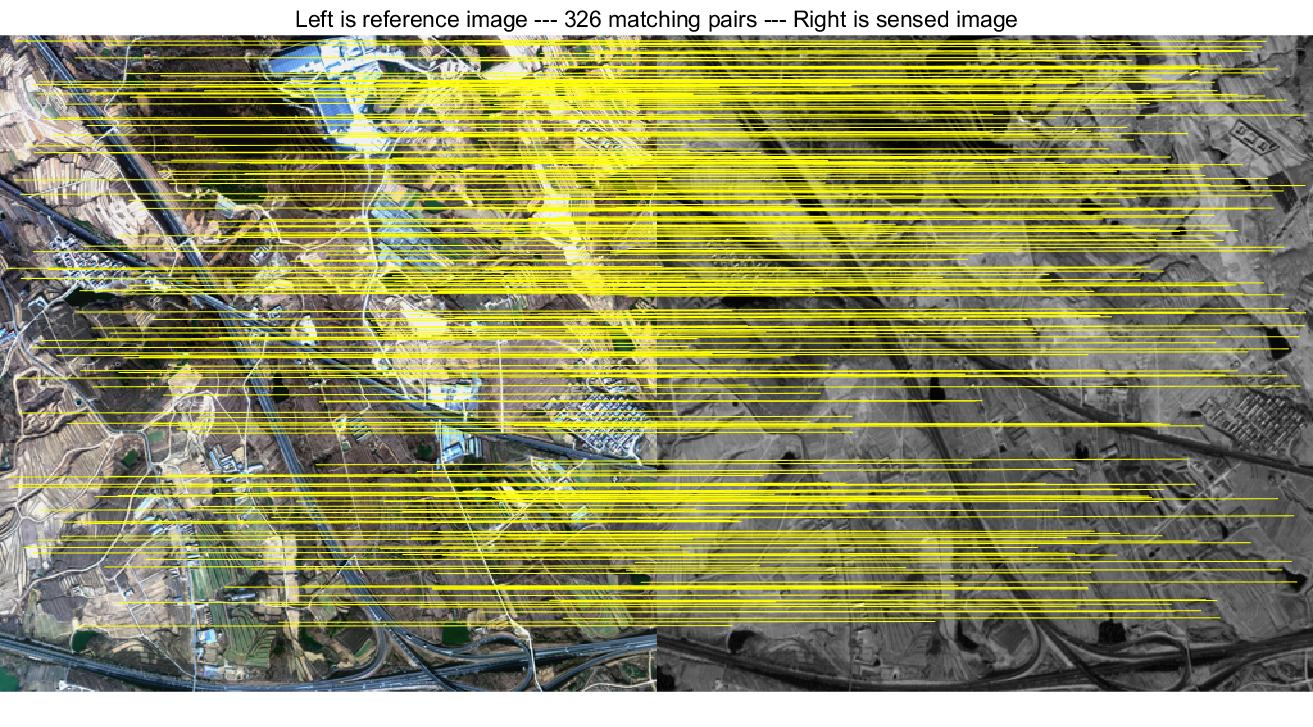 Left is reference image --- 326 matching pairs --- Right is sensed image